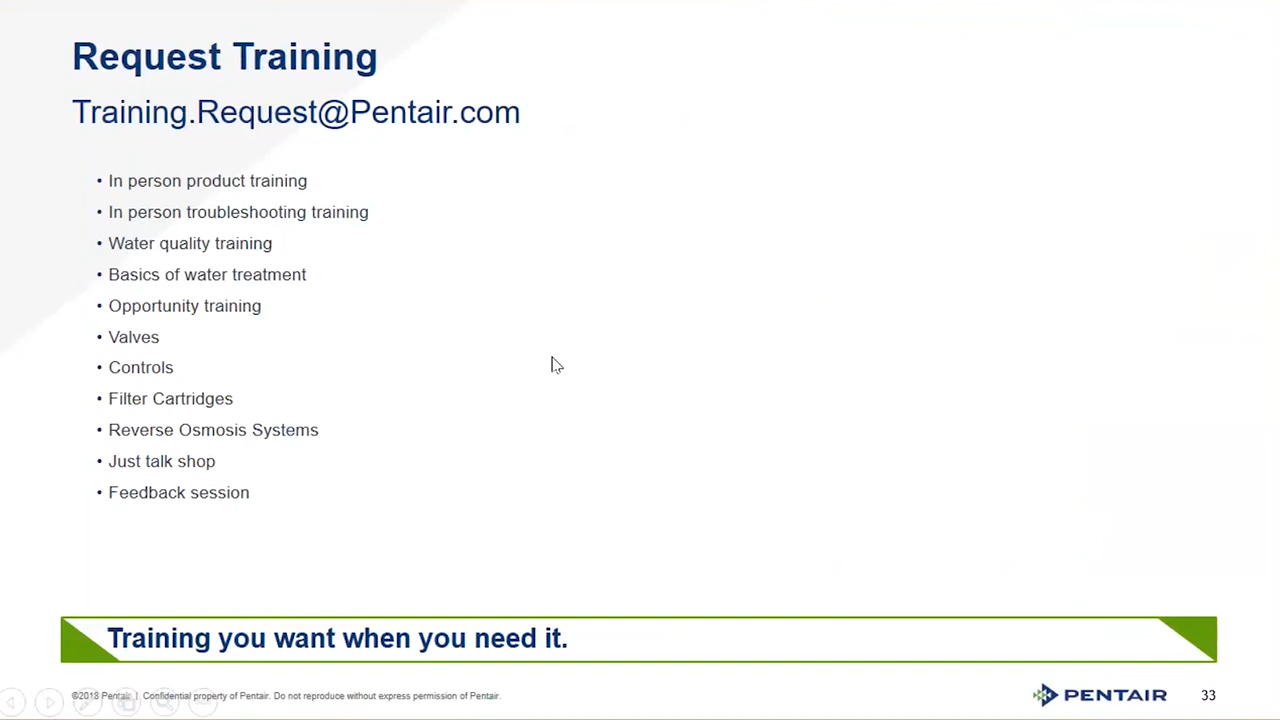 Request Training
Training.Request@Pentair.com
• In person product training
• In person troubleshooting training
• Water quality training
• Basics of water treatment
• Opportunity training
• Valves
• Controls
• Filter Cartridges
• Reverse Osmosis Systems
• Just talk shop
• Feedback session
Training you want when you need it.
©2018 Pentair | Confidential property of Pentair. Do not reproduce without express permission of Pentair.
PENTAIR
33